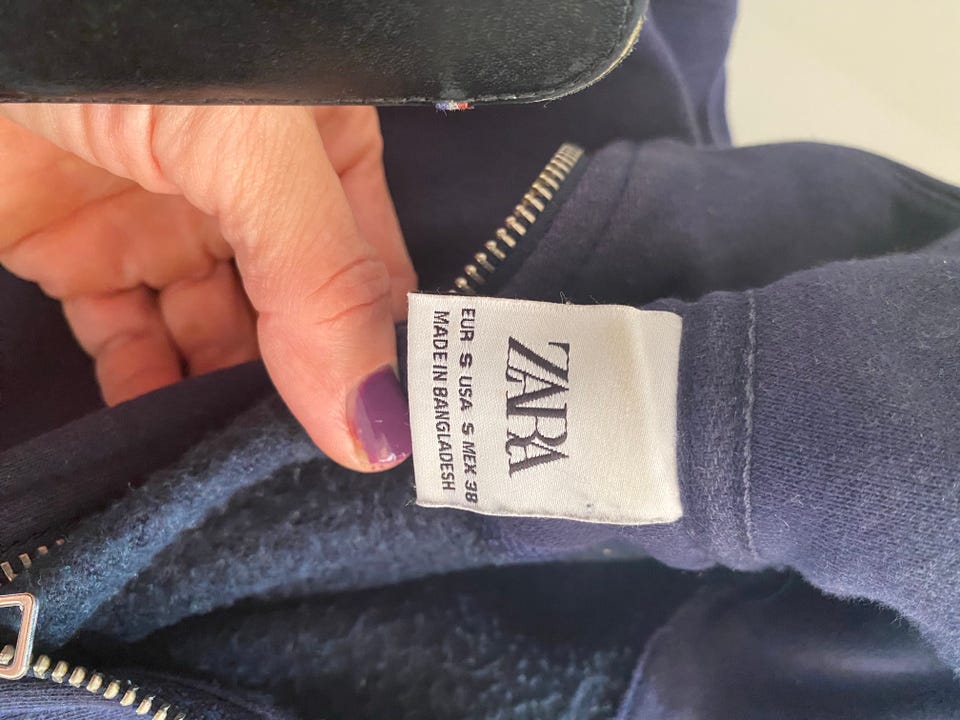 ZARA
EUR S USA S MEX 38
MADE IN BANGLADESH